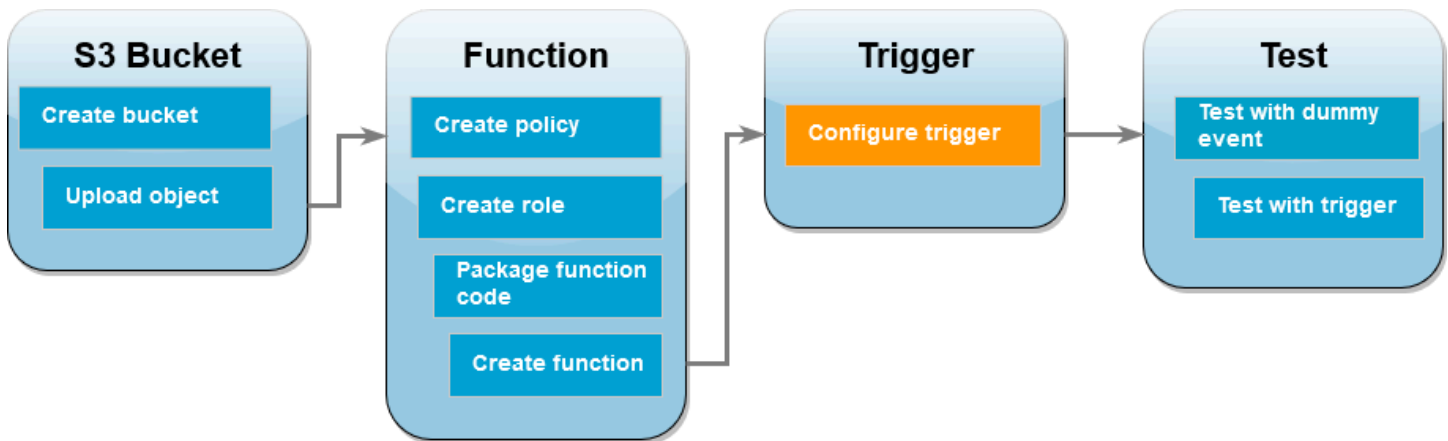 S3 Bucket
Create bucket
Upload object
Function
Create policy
Create role
Package function
code
Create function
Trigger
Configure trigger
Test
Test with dummy
event
Test with trigger